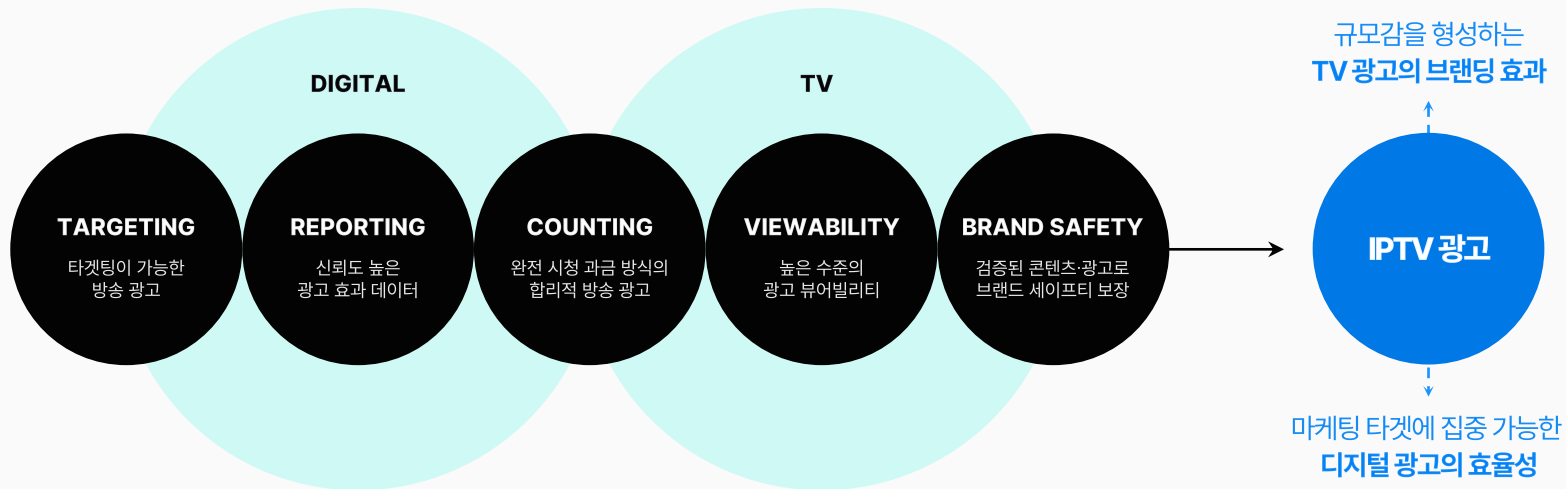 DIGITAL
TV
TARGETING
타겟팅이 가능한
방송 광고
REPORTING
신뢰도 높은
광고 효과 데이터
COUNTING
완전 시청 과금 방식의
합리적 방송 광고
VIEWABILITY
높은 수준의
광고 뷰어빌리티
BRAND SAFETY
검증된 콘텐츠·광고로
브랜드 세이프티 보장
규모감을 형성하는
TV 광고의 브랜딩 효과
IPTV 광고
마케팅 타겟에 집중 가능한
디지털 광고의 효율성